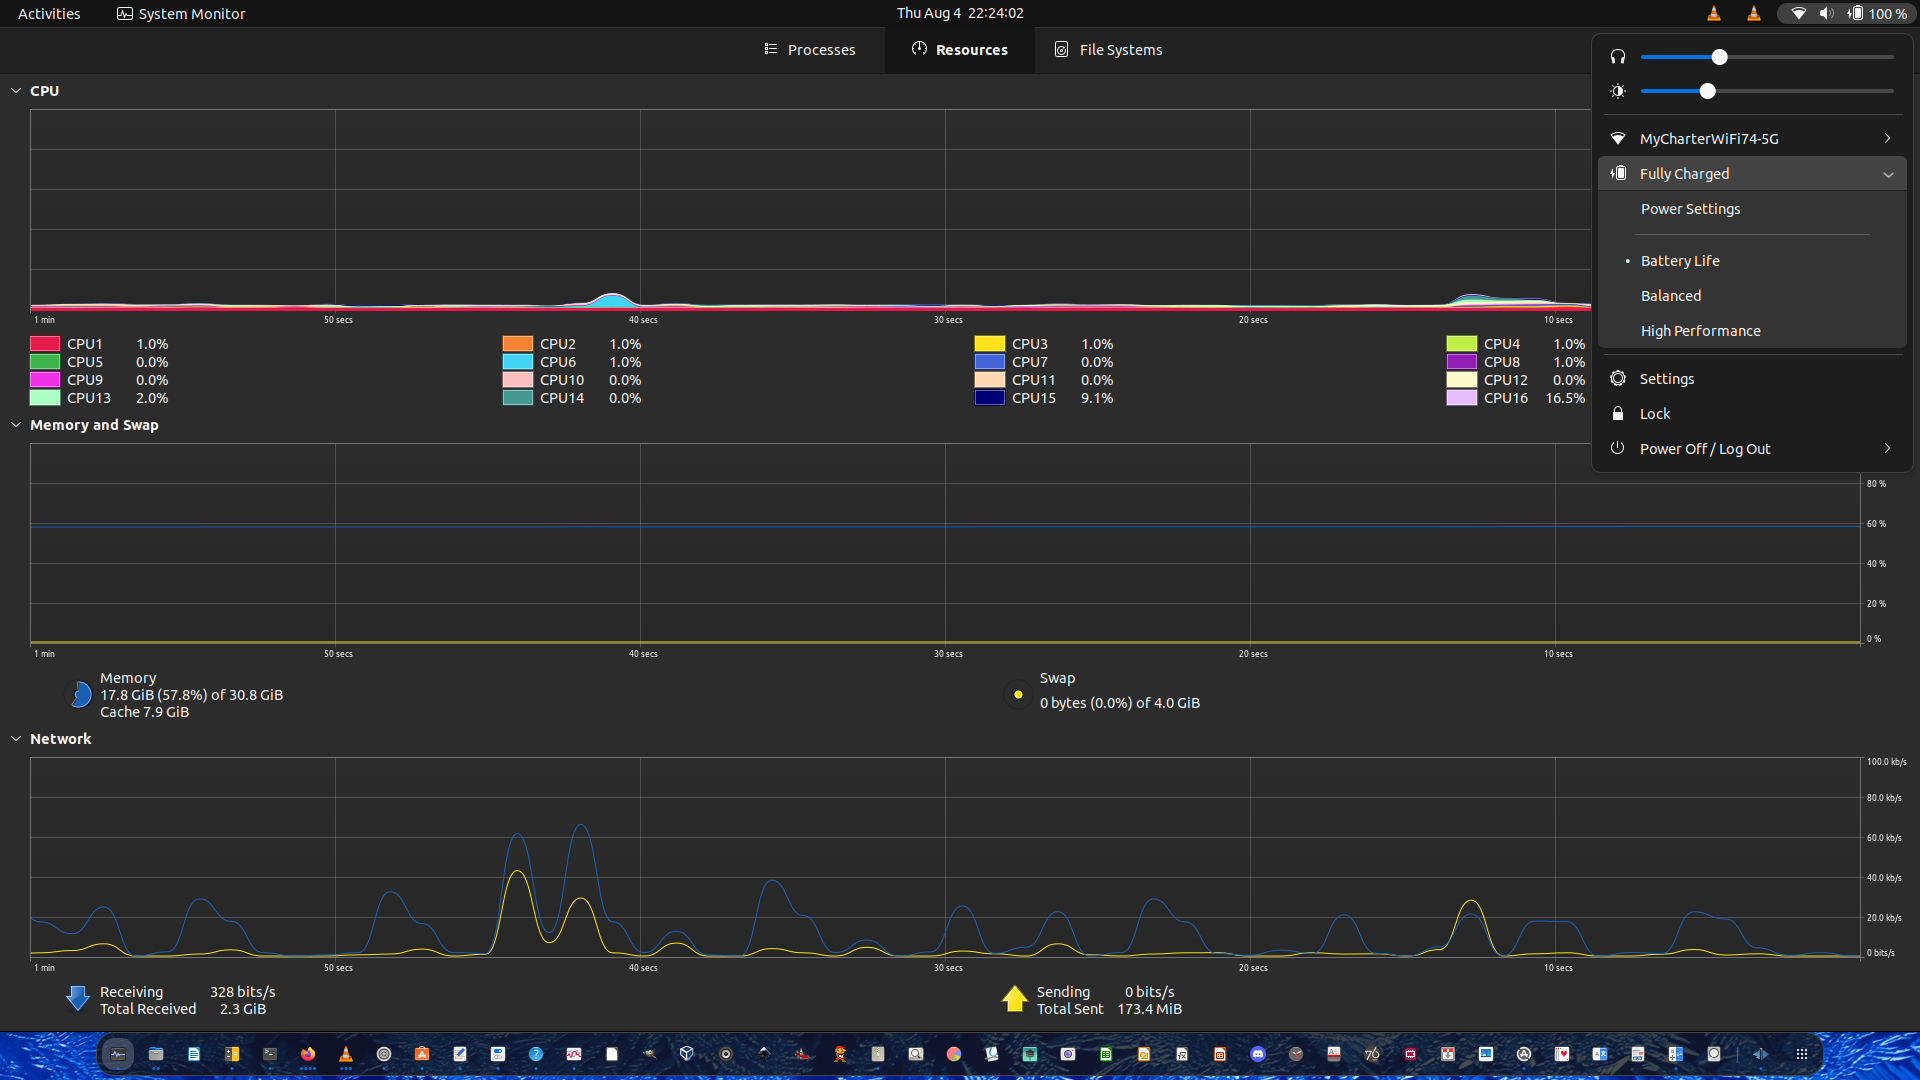 Activities
System Monitor
Thu Aug 4 22:24:02
100 %
Processes
Resources
File Systems
CPU
1 min
50 secs
40 secs
30 secs
20 secs
10 secs
CPU1 1.0%
CPU2 1.0%
CPU3 1.0%
CPU4 1.0%
CPU5 0.0%
CPU6 1.0%
CPU7 0.0%
CPU8 1.0%
CPU9 0.0%
CPU10 0.0%
CPU11 0.0%
CPU12 0.0%
CPU13 2.0%
CPU14 0.0%
CPU15 9.1%
CPU16 16.5%
MyCharterWiFi74-5G
Fully Charged
Power Settings
Battery Life
Balanced
High Performance
Settings
Lock
Power Off / Log Out
Memory and Swap
80 %
60 %
40 %
20 %
0 %
1 min
50 secs
40 secs
30 secs
20 secs
10 secs
Memory
17.8 GiB (57.8%) of 30.8 GiB
Cache 7.9 GiB
Swap
0 bytes (0.0%) of 4.0 GiB
Network
100.0 kb/s
80.0 kb/s
60.0 kb/s
40.0 kb/s
20.0 kb/s
0 bits/s
1 min
50 secs
40 secs
30 secs
20 secs
10 secs
Receiving 328 bits/s
Total Received 2.3 GiB
Sending 0 bits/s
Total Sent 173.4 MiB